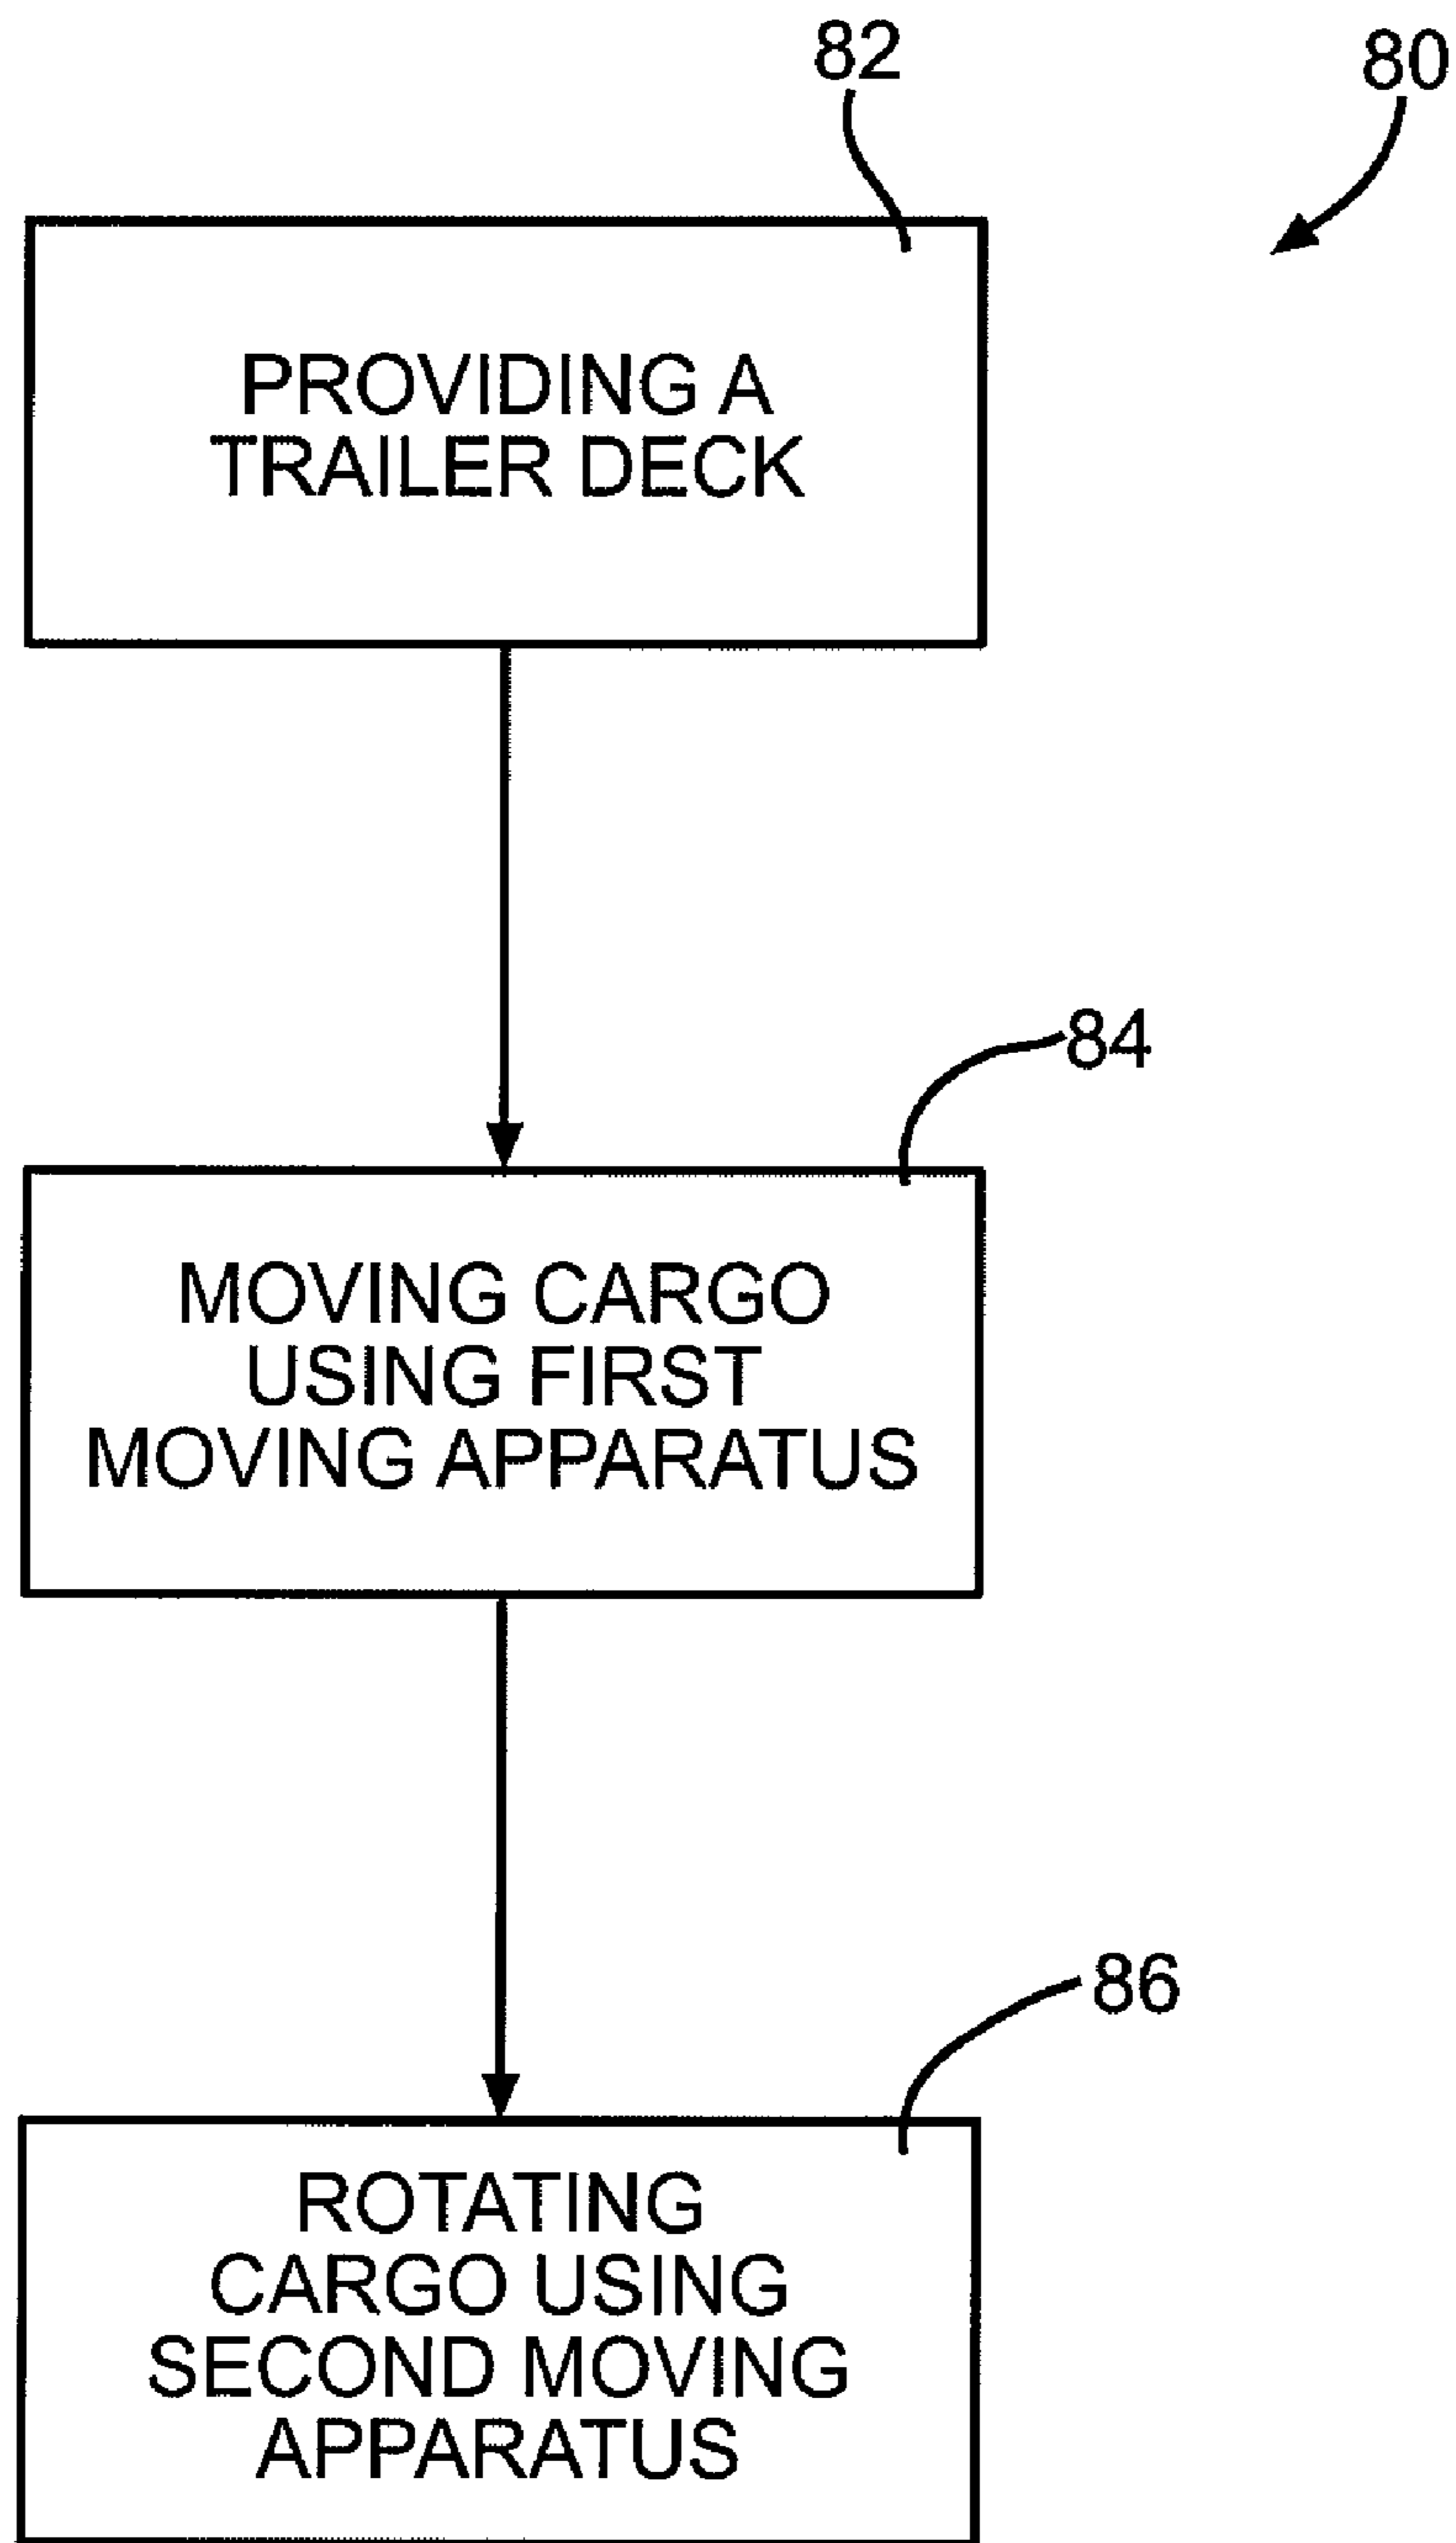 82
80
PROVIDING A
TRAILER DECK
84
MOVING CARGO
USING FIRST
MOVING APPARATUS
86
ROTATING
CARGO USING
SECOND MOVING
APPARATUS